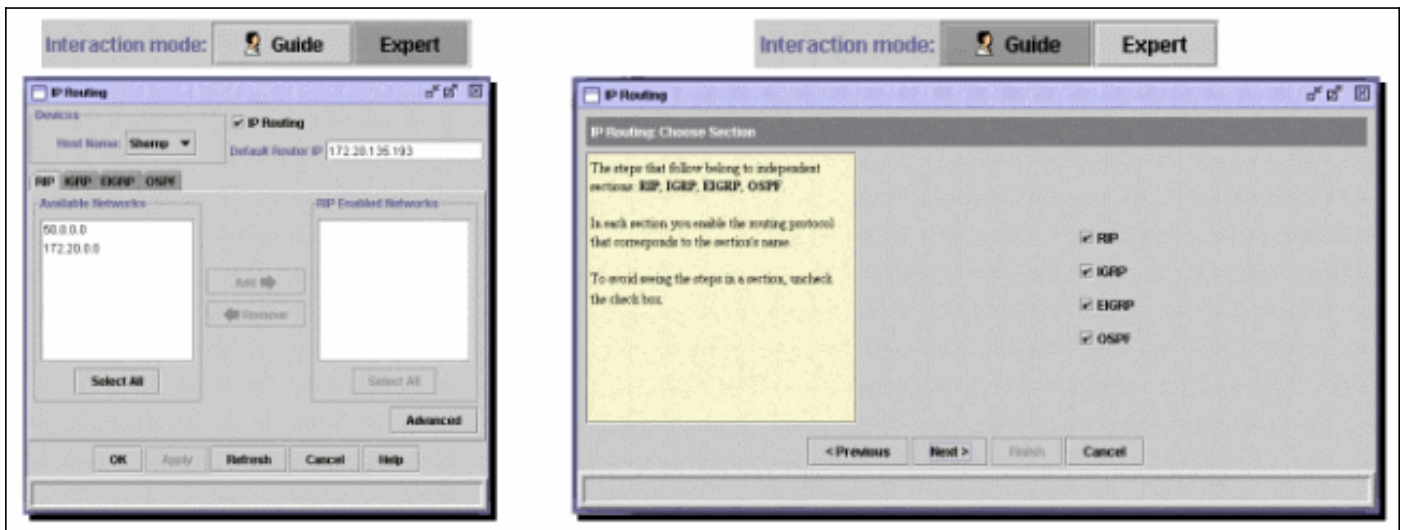 Interaction mode: Guide Expert
IP Routing
Devices
Host Name: Shemp
IP Routing
Default Router IP 172.20.135.193
RIP IGRP EIGRP OSPF
Available Networks
50.0.0.0
172.20.0.0
Select All
Add
Remove
RIP Enabled Networks
Select All
Advanced
OK Apply Refresh Cancel Help
Interaction mode: Guide Expert
IP Routing
IP Routing: Choose Section
The steps that follow belong to independent
sections: RIP, IGRP, EIGRP, OSPF.
In each section you enable the routing protocol
that corresponds to the section's name.
To avoid seeing the steps in a section, uncheck
the check box.
RIP
IGRP
EIGRP
OSPF
< Previous Next > Finish Cancel